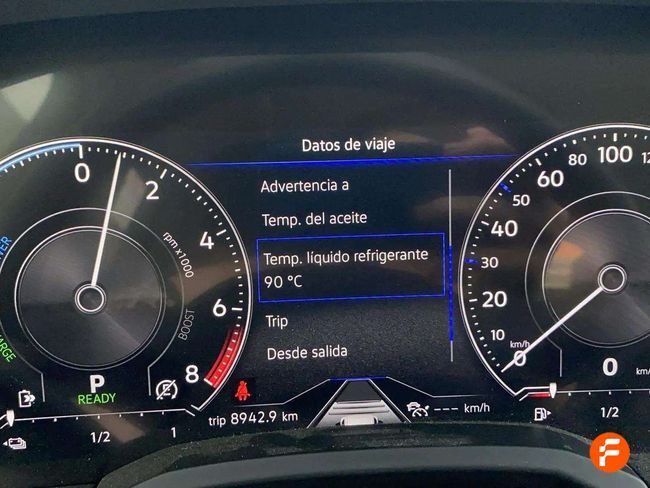 Datos de viaje
Advertencia a
Temp. del aceite
Temp. líquido refrigerante
90 °C
Trip
Desde salida
0
2
4
6
8
rpm x1000
BOOST
P
READY
1/2
1
trip 8942.9 km
--- km/h
0
10
20
30
40
50
60
80
100
km/h
0
1/2